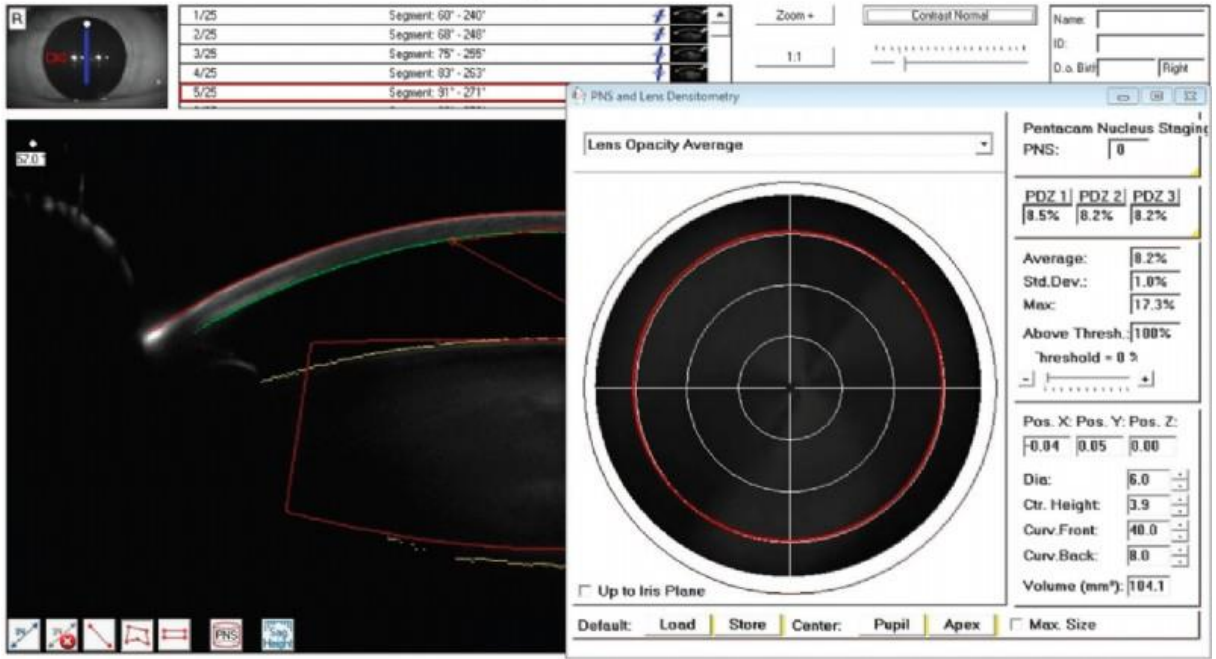 R
1/25 Segment: 60° - 240°
2/25 Segment: 68° - 248°
3/25 Segment: 75° - 255°
4/25 Segment: 83° - 263°
5/25 Segment: 91° - 271°
Zoom +
1:1
Contrast Normal
Name:
ID:
D.o. Birt
Right
PNS and Lens Densitometry
Lens Opacity Average
Pentacam Nucleus Staging
PNS: 0
PDZ 1 PDZ 2 PDZ 3
8.5% 8.2% 8.2%
Average: 8.2%
Std.Dev.: 1.0%
Max: 17.3%
Above Thresh.: 100%
Threshold = 0 %
- +
Pos. X: Pos. Y: Pos. Z:
-0.04 0.05 0.00
Dia: 6.0
Ctr. Height: 3.9
Curv.Front: 40.0
Curv.Back: 8.0
Volume (mm³): 104.1
Up to Iris Plane
Default: Load Store Center: Pupil Apex Max. Size
PNS
Sag.
Height